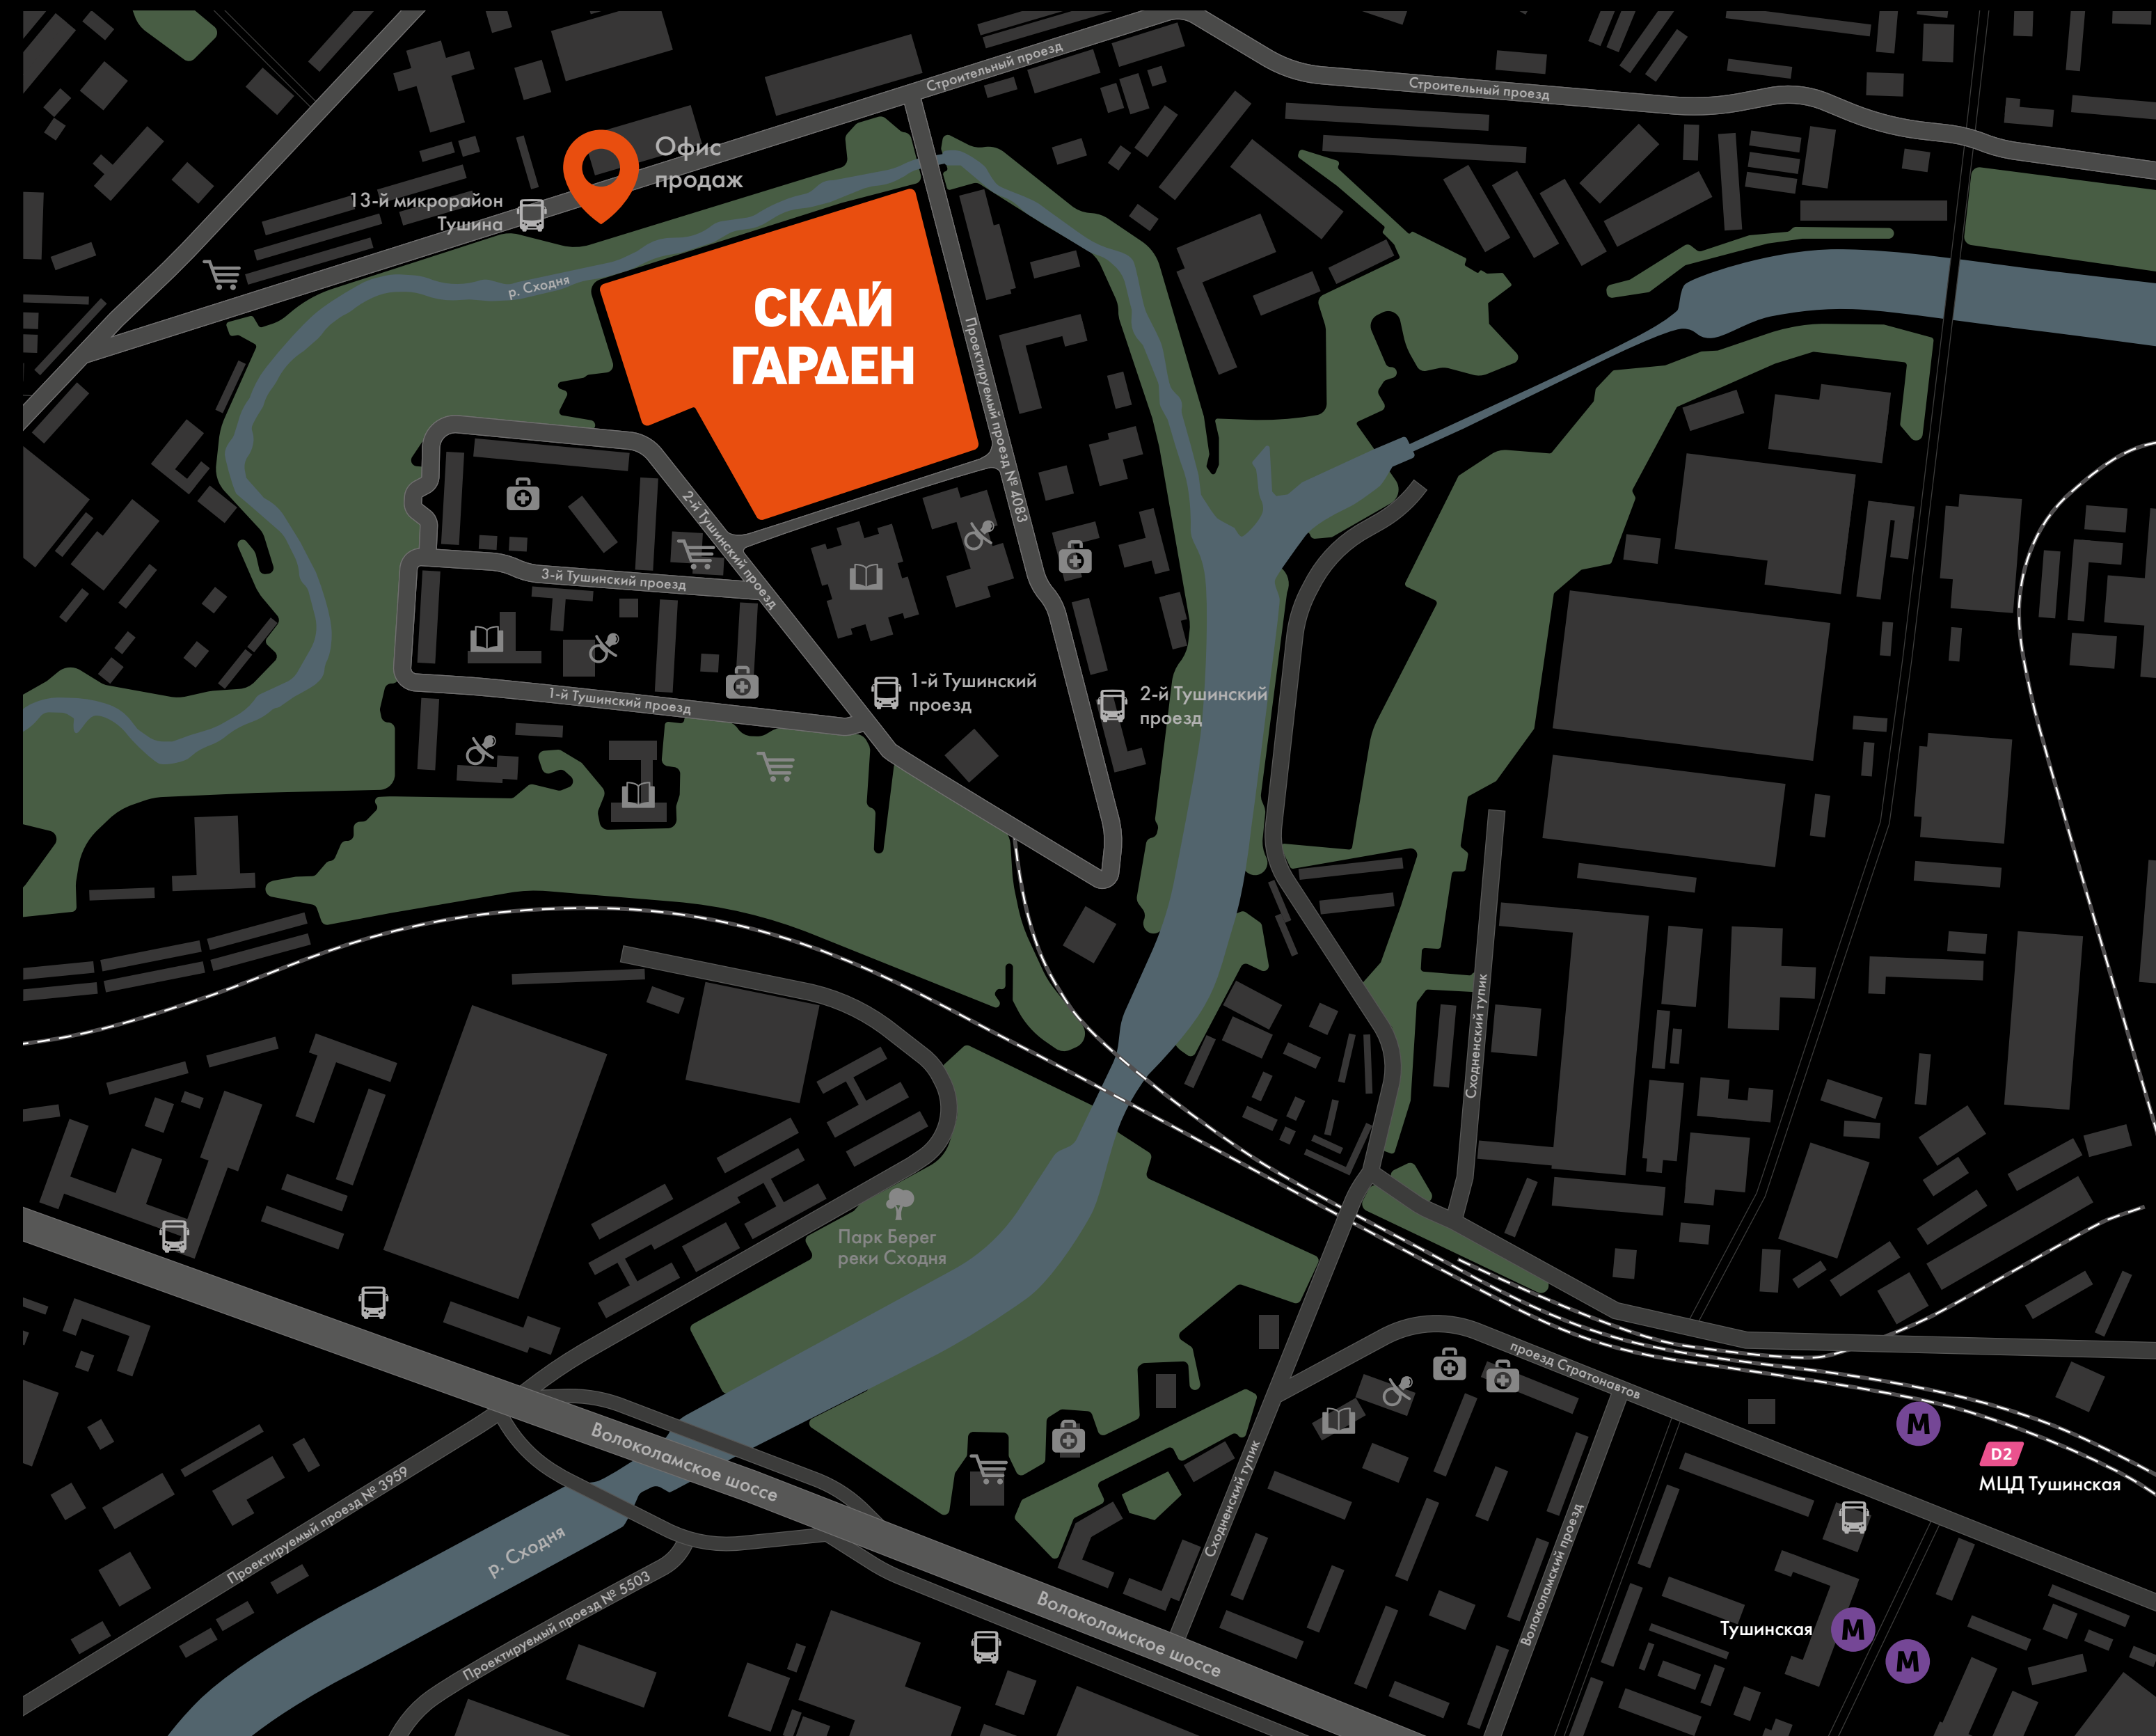 Строительный проезд
Строительный проезд
Офис
продаж
13-й микрорайон
Тушина
р. Сходня
СКАЙ
ГАРДЕН
Проектируемый проезд № 4083
2-й Тушинский проезд
3-й Тушинский проезд
1-й Тушинский проезд
1-й Тушинский
проезд
2-й Тушинский
проезд
Сходненский тупик
Парк Берег
реки Сходня
проезд Стратонавтов
Волоколамское шоссе
М
D2
МЦД Тушинская
Проектируемый проезд № 3959
р. Сходня
Сходненский тупик
Волоколамский проезд
Проектируемый проезд № 5503
Волоколамское шоссе
Тушинская
М
М